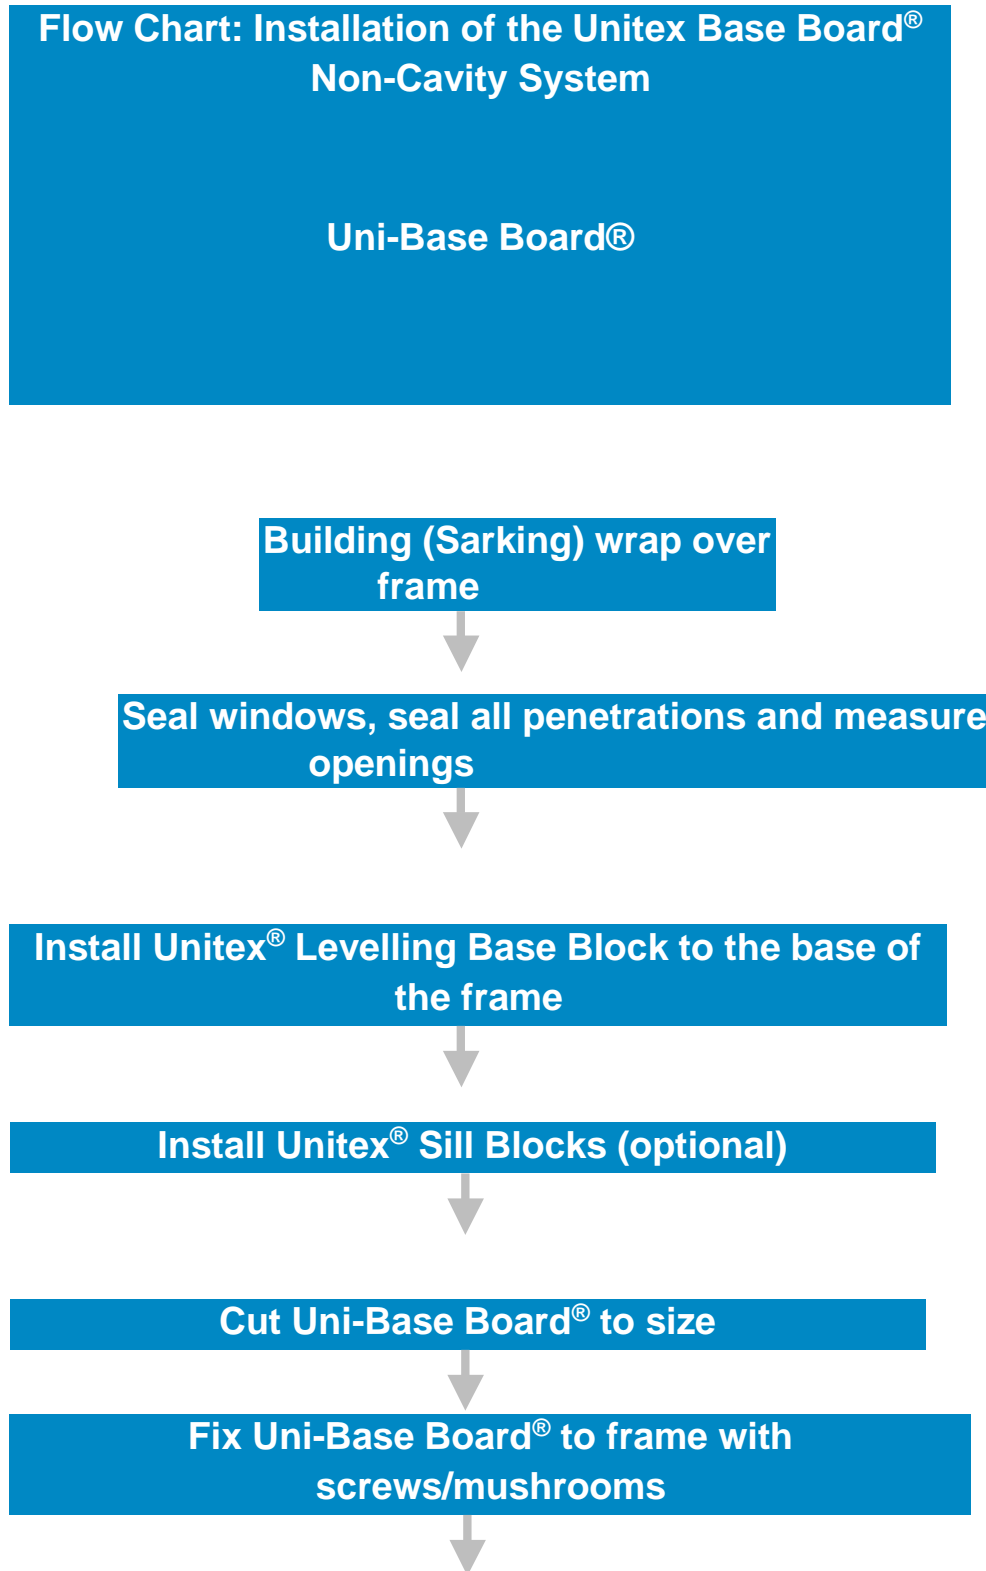 Flow Chart: Installation of the Unitex Base Board®
Non-Cavity System
Uni-Base Board®
Building (Sarking) wrap over
frame
Seal windows, seal all penetrations and measure
openings
Install Unitex® Levelling Base Block to the base of
the frame
Install Unitex® Sill Blocks (optional)
Cut Uni-Base Board® to size
Fix Uni-Base Board® to frame with
screws/mushrooms